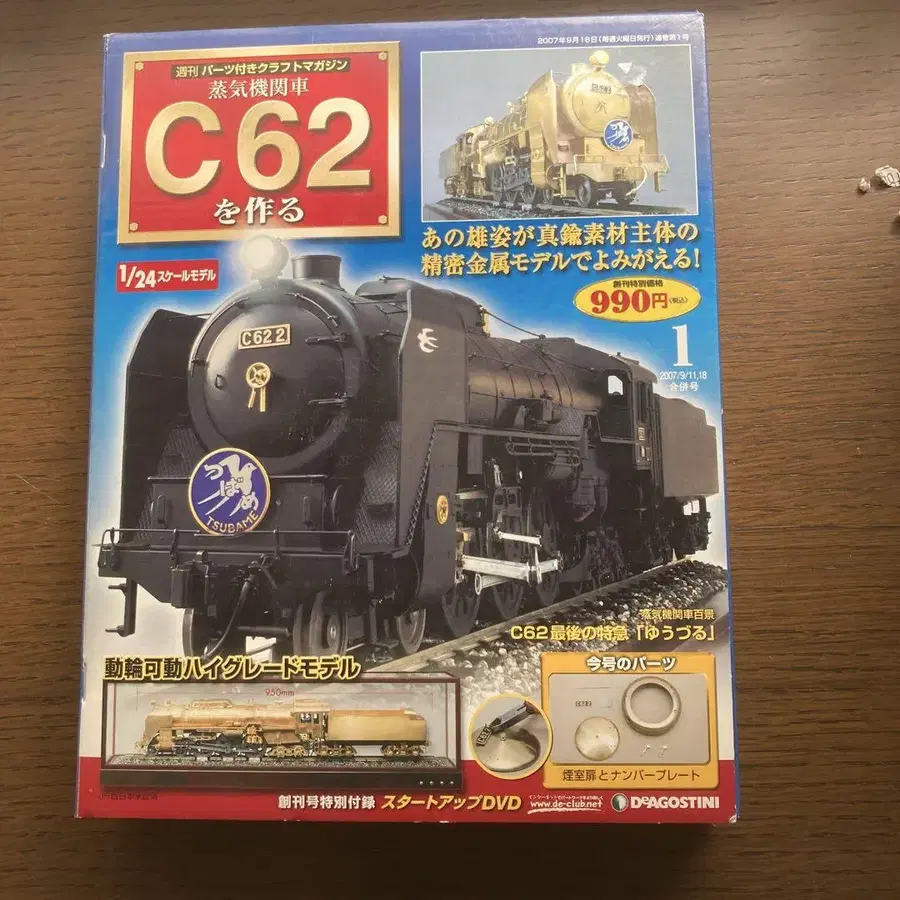 2007年9月18日(毎週火曜日発行)通巻第1号
週刊 パーツ付きクラフトマガジン
蒸気機関車
C62
を作る
1/24スケールモデル
あの雄姿が真鍮素材主体の
精密金属モデルでよみがえる!
創刊特別価格
990円(税込)
1
2007/9/11,18
合併号
C62 2
つばめ
TSUBAME
蒸気機関車百景
C62最後の特急「ゆうづる」
動輪可動ハイグレードモデル
950mm
今号のパーツ
C62 2
煙室扉とナンバープレート
創刊号特別付録 スタートアップDVD
www.de-club.net
DEAGOSTINI